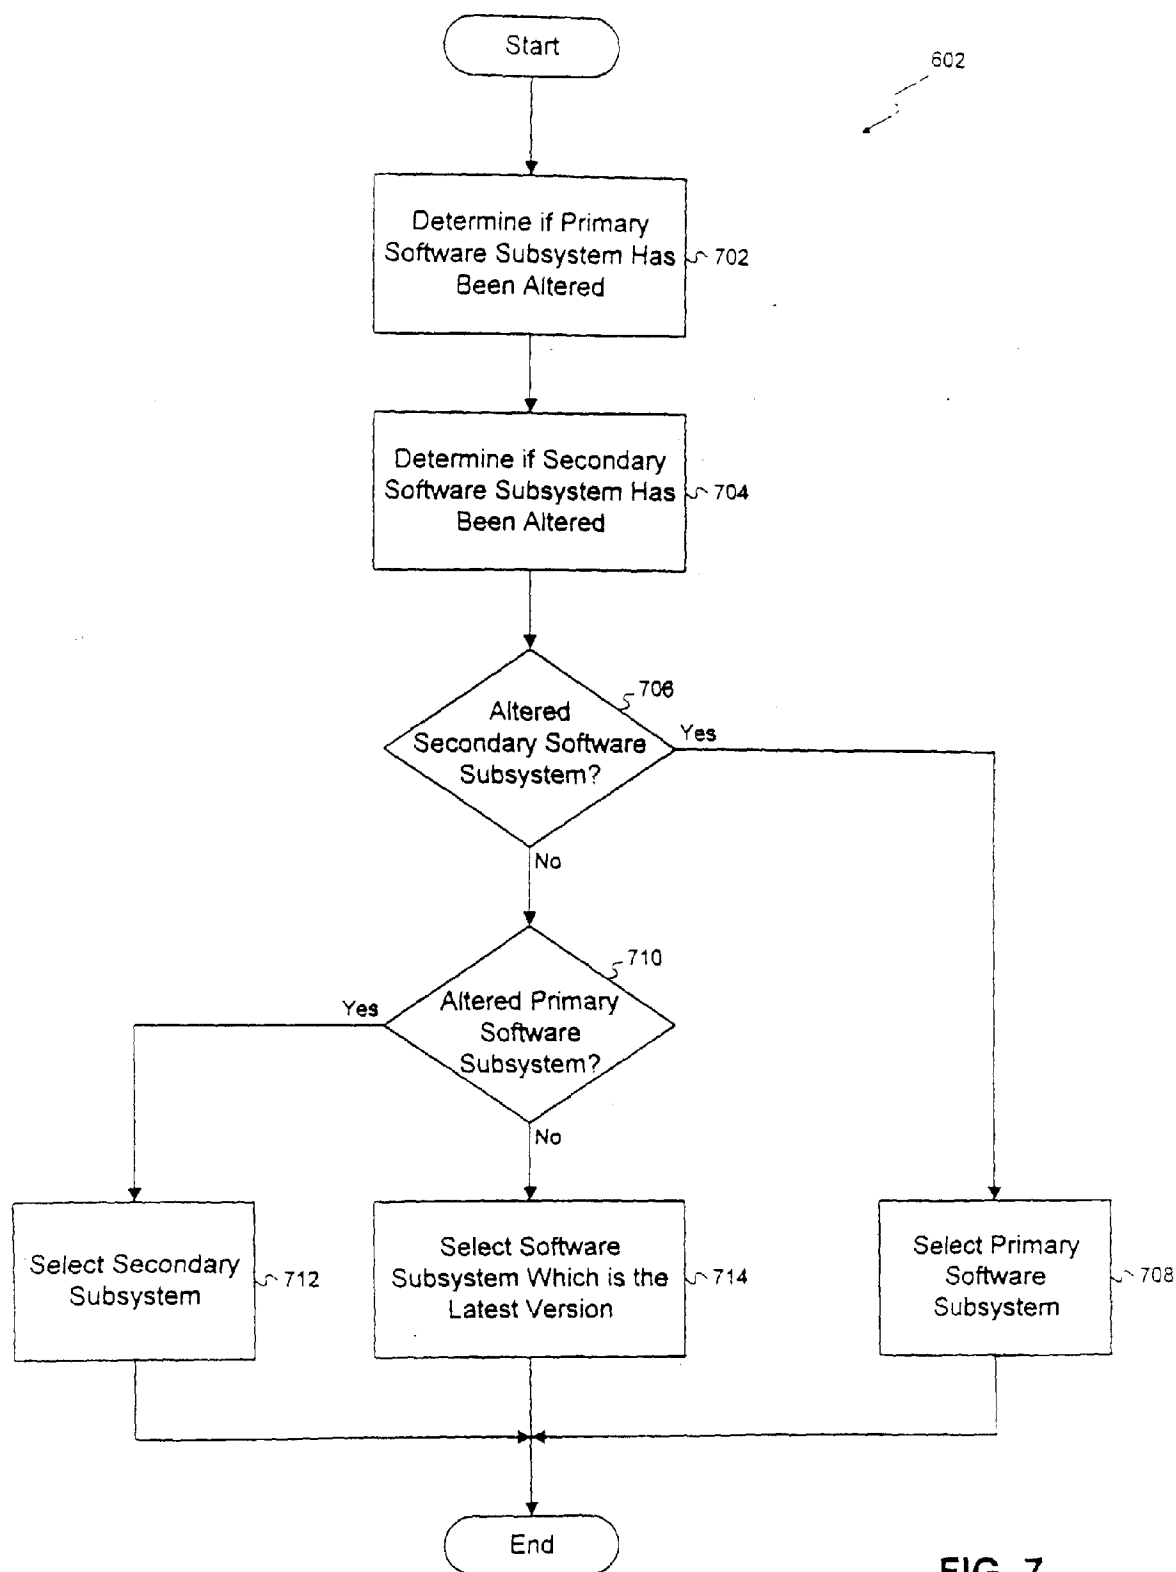 Start
602
Determine if Primary
Software Subsystem Has
Been Altered
702
Determine if Secondary
Software Subsystem Has
Been Altered
704
706
Altered
Secondary Software
Subsystem?
Yes
No
710
Altered Primary
Software
Subsystem?
Yes
No
Select Secondary
Subsystem
712
Select Software
Subsystem Which is the
Latest Version
714
Select Primary
Software
Subsystem
708
End
FIG. 7